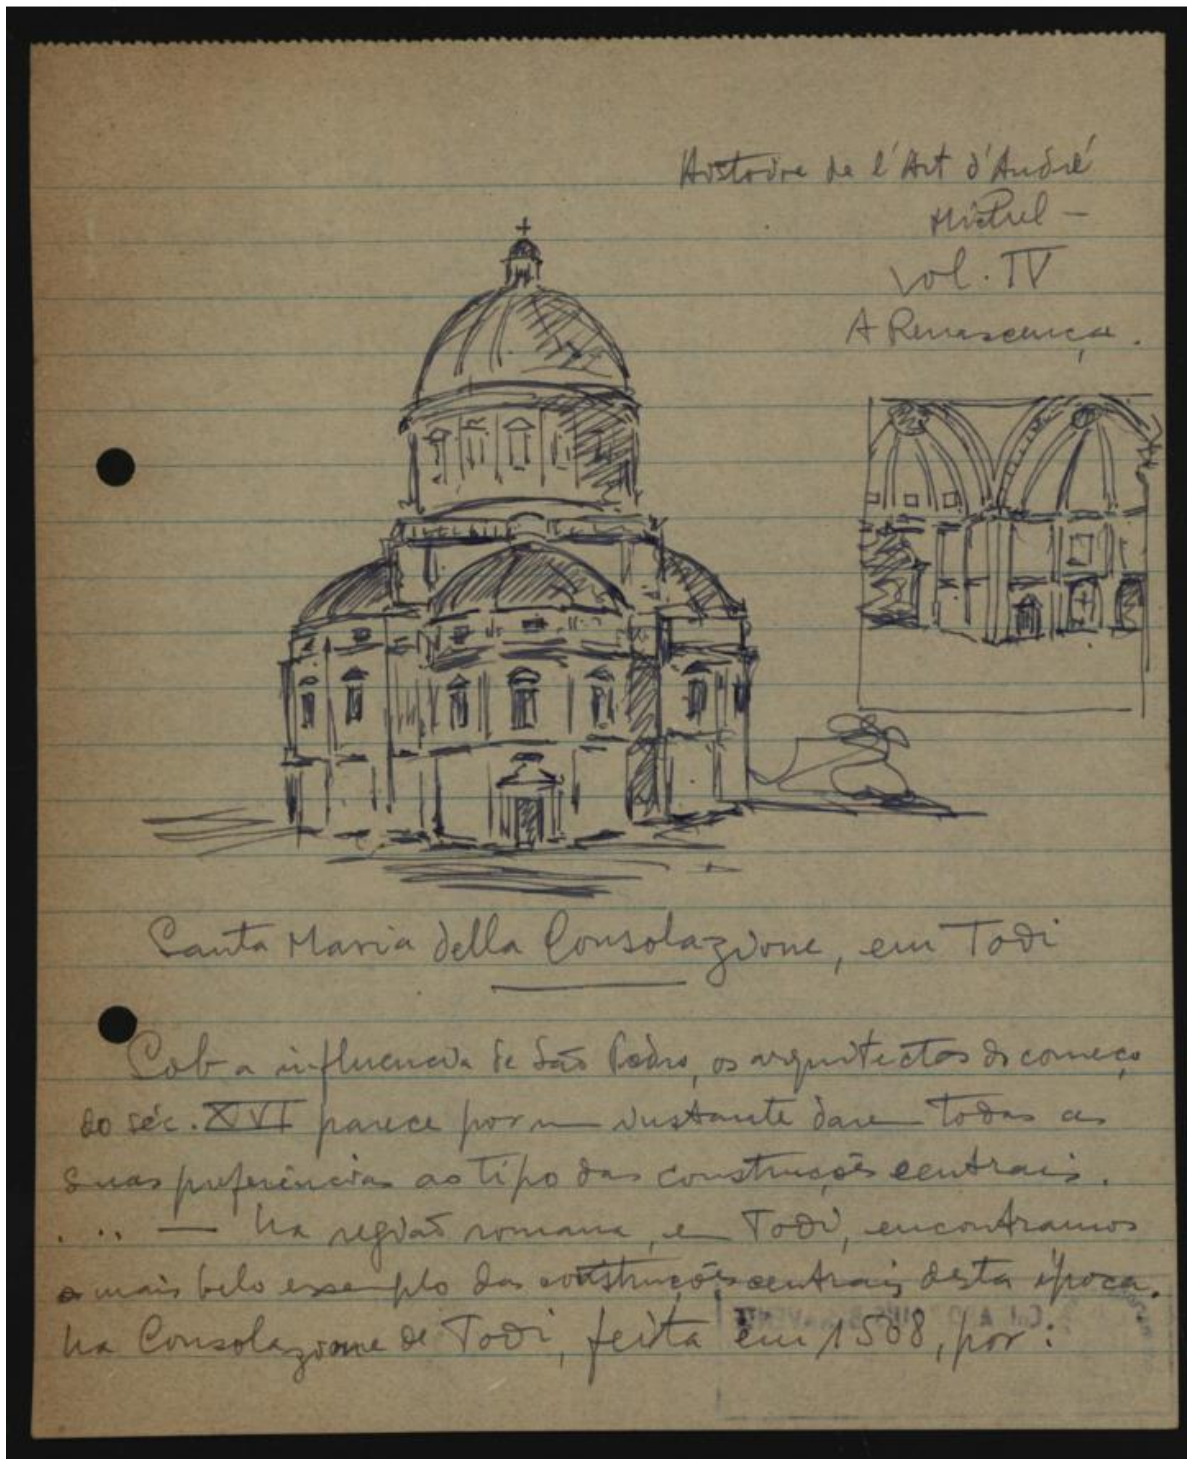 Histoire de l'Art d'André
Michel -
vol. IV
A Renascença.
Santa Maria della Consolazione, em Todi
Sob a influencia de São Pedro, os arquitectos do começo
do séc. XVI parece por um instante darem todas as
suas preferências ao tipo das construções centrais.
... — Na região romana, em Todi, encontramos
o mais belo exemplo das construções centrais desta época.
Na Consolazione de Todi, feita em 1508, por: